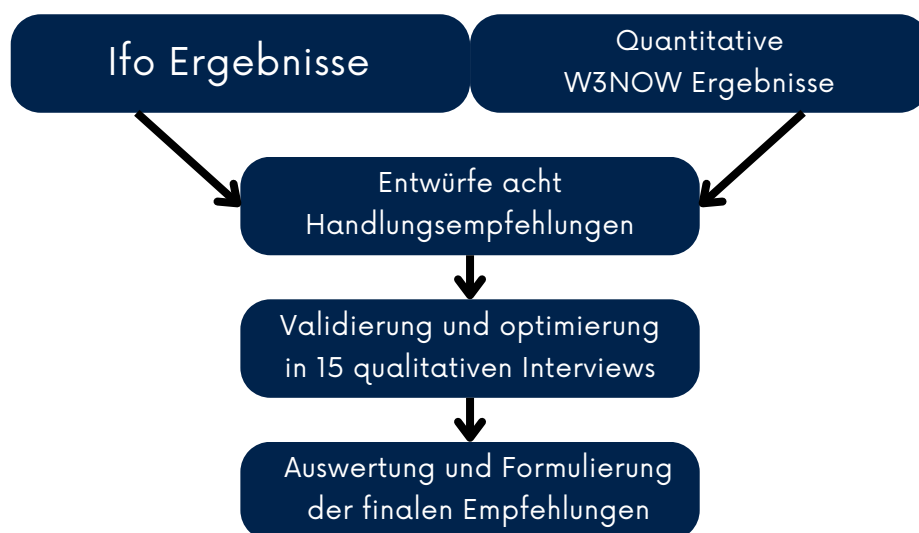 Ifo Ergebnisse
Quantitative
W3NOW Ergebnisse
Entwürfe acht
Handlungsempfehlungen
Validierung und optimierung
in 15 qualitativen Interviews
Auswertung und Formulierung
der finalen Empfehlungen